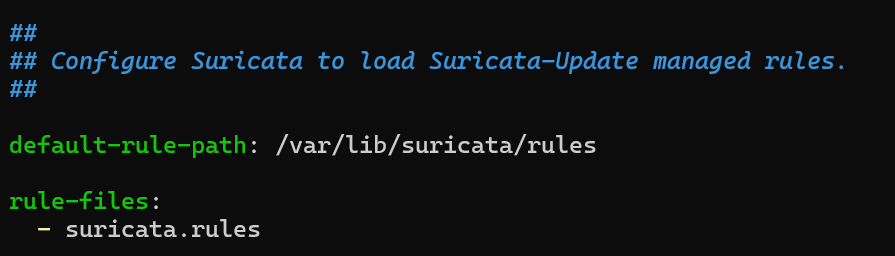 ##
## Configure Suricata to load Suricata-Update managed rules.
##
default-rule-path: /var/lib/suricata/rules
rule-files:
  - suricata.rules